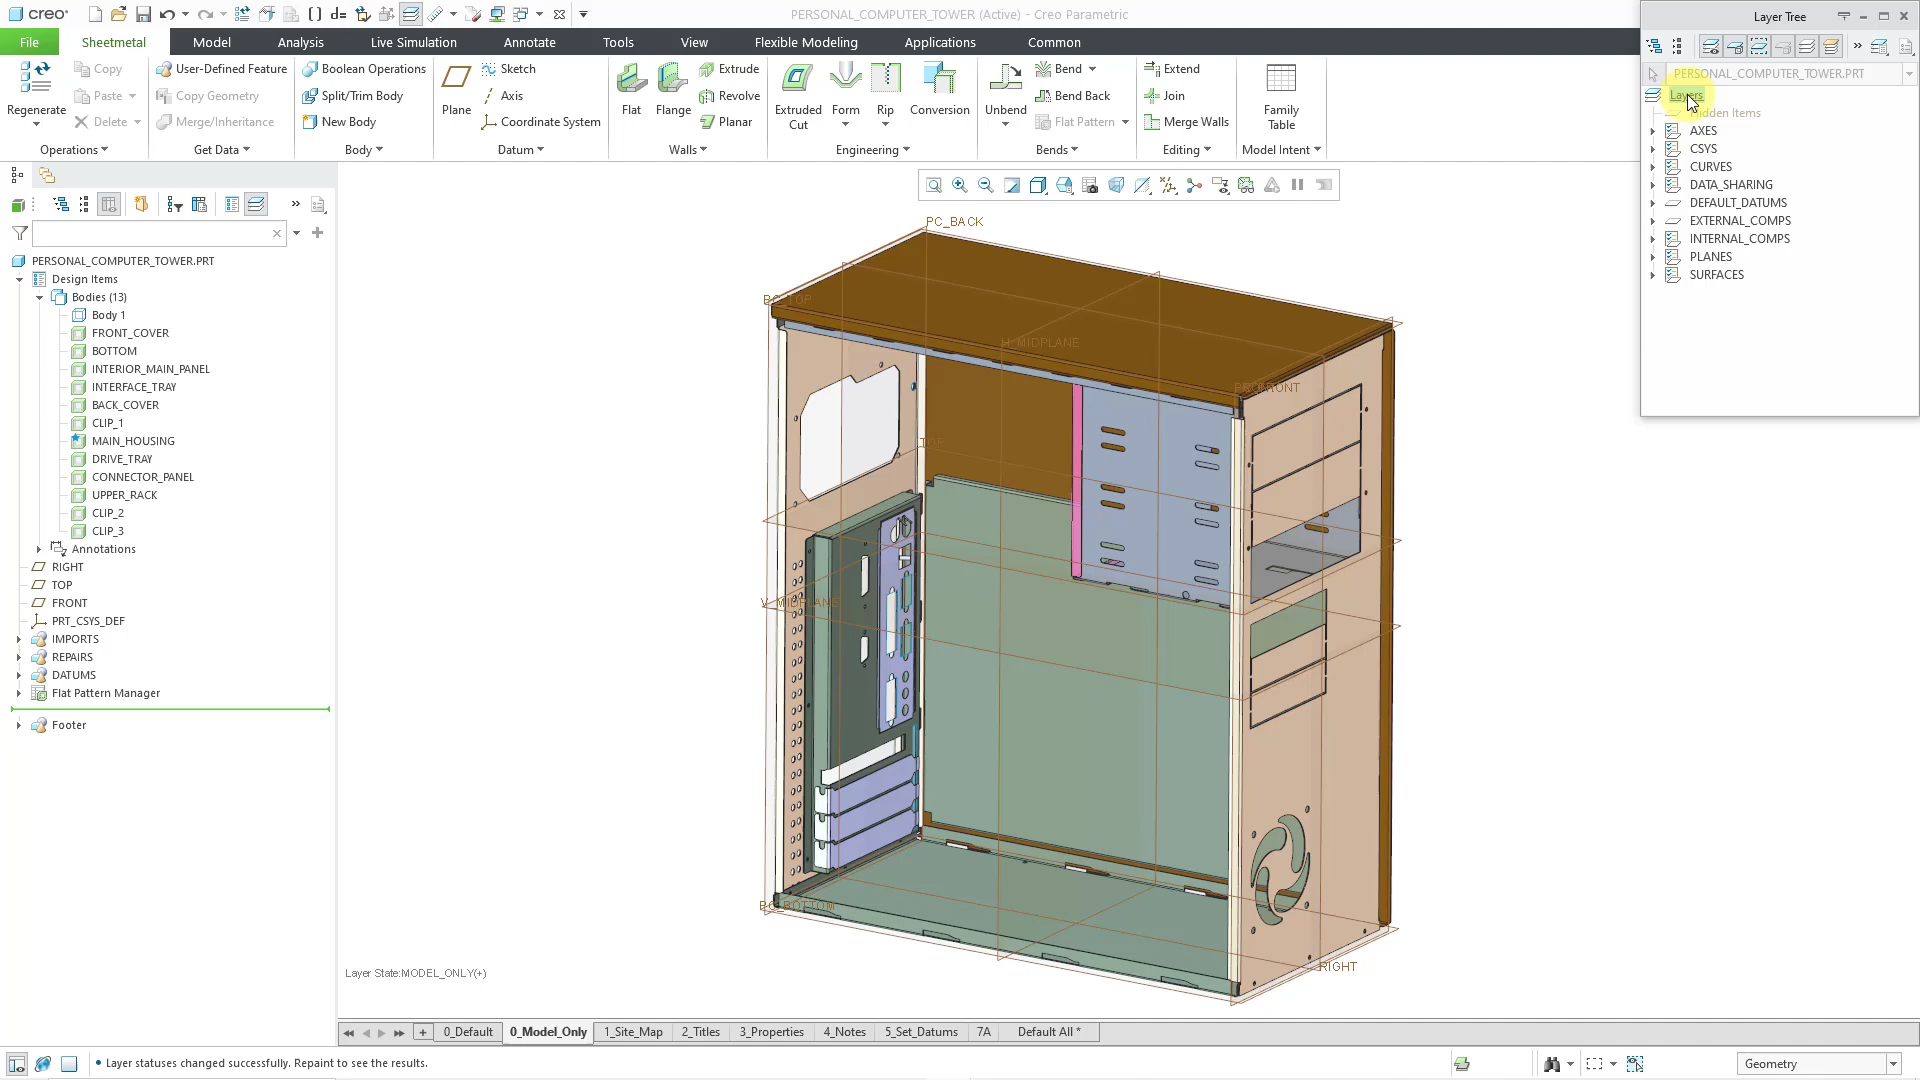 creo
PERSONAL_COMPUTER_TOWER (Active) - Creo Parametric
File
Sheetmetal
Model
Analysis
Live Simulation
Annotate
Tools
View
Flexible Modeling
Applications
Common
Regenerate
Copy
Paste
Delete
Operations
User-Defined Feature
Copy Geometry
Merge/Inheritance
Get Data
Boolean Operations
Split/Trim Body
New Body
Body
Plane
Sketch
Axis
Coordinate System
Datum
Flat
Flange
Extrude
Revolve
Planar
Walls
Extruded
Cut
Form
Rip
Conversion
Engineering
Unbend
Bend
Bend Back
Flat Pattern
Bends
Extend
Join
Merge Walls
Editing
Family
Table
Model Intent
PERSONAL_COMPUTER_TOWER.PRT
Design Items
Bodies (13)
Body 1
FRONT_COVER
BOTTOM
INTERIOR_MAIN_PANEL
INTERFACE_TRAY
BACK_COVER
CLIP_1
MAIN_HOUSING
DRIVE_TRAY
CONNECTOR_PANEL
UPPER_RACK
CLIP_2
CLIP_3
Annotations
RIGHT
TOP
FRONT
PRT_CSYS_DEF
IMPORTS
REPAIRS
DATUMS
Flat Pattern Manager
Footer
PC_BACK
PC_TOP
H_MIDPLANE
TOP
V_MIDPLANE
PC_BOTTOM
RIGHT
Layer State:MODEL_ONLY(+)
0_Default
0_Model_Only
1_Site_Map
2_Titles
3_Properties
4_Notes
5_Set_Datums
7A
Default All *
Layer statuses changed successfully. Repaint to see the results.
Geometry
Layer Tree
PERSONAL_COMPUTER_TOWER.PRT
Layers
Hidden Items
AXES
CSYS
CURVES
DATA_SHARING
DEFAULT_DATUMS
EXTERNAL_COMPS
INTERNAL_COMPS
PLANES
SURFACES